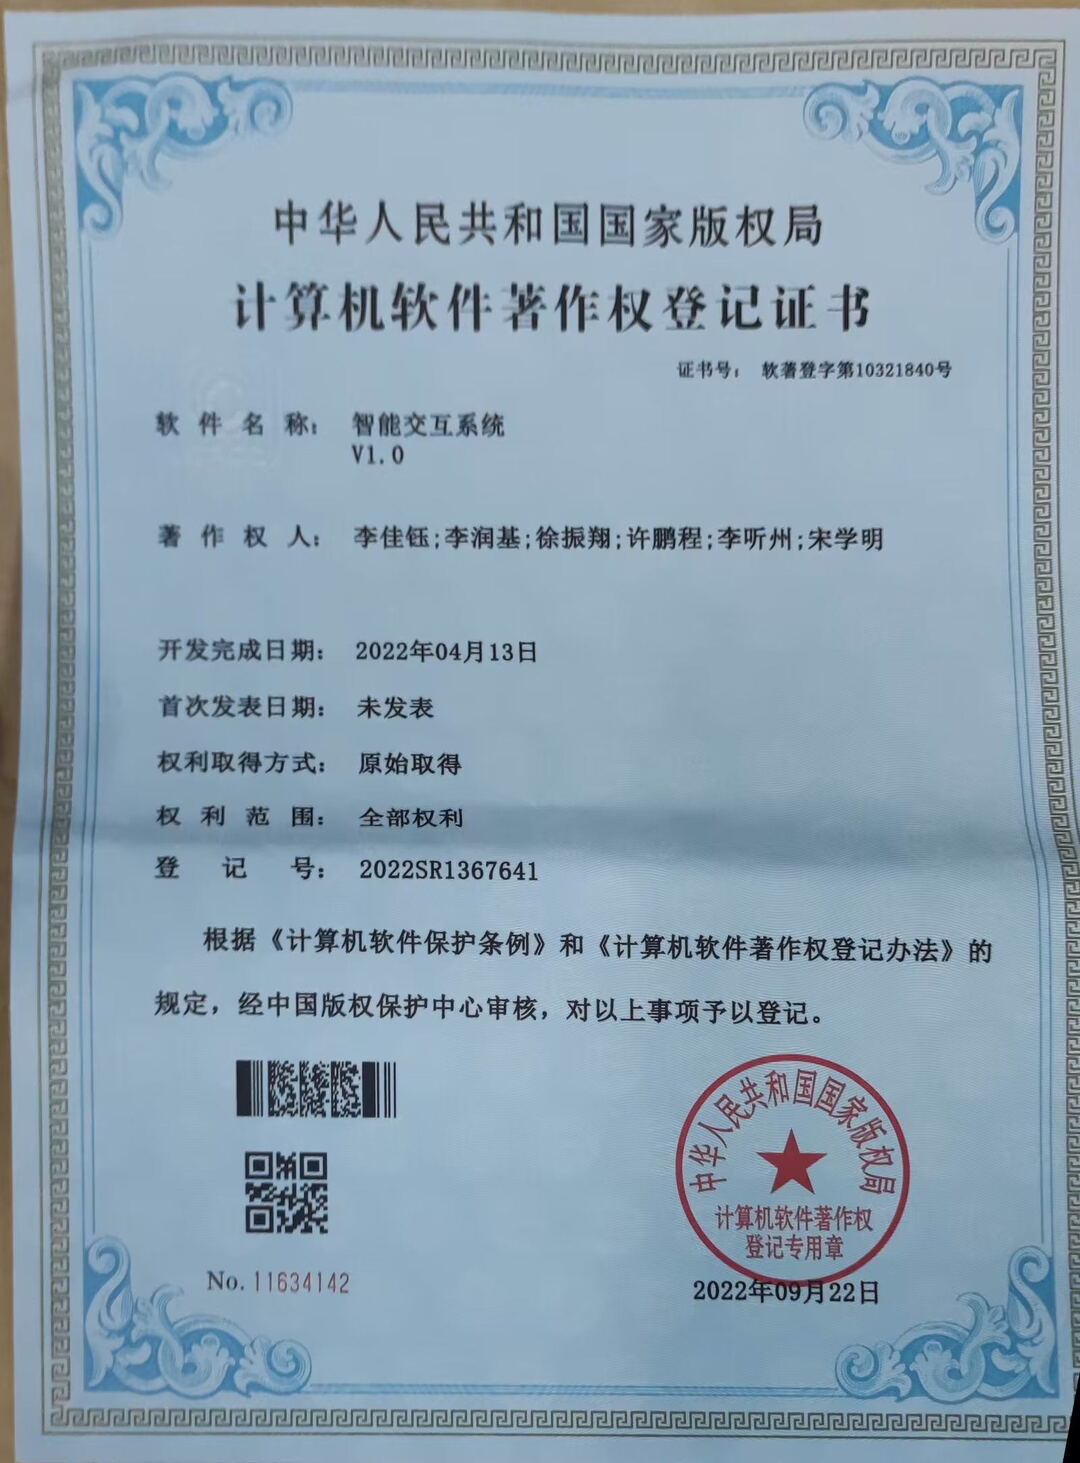 中华人民共和国国家版权局
计算机软件著作权登记证书
证书号： 软著登字第10321840号
软件名称： 智能交互系统
V1.0
著作权人： 李佳钰;李润基;徐振翔;许鹏程;李听州;宋学明
开发完成日期： 2022年04月13日
首次发表日期： 未发表
权利取得方式： 原始取得
权利范围： 全部权利
登记号： 2022SR1367641
根据《计算机软件保护条例》和《计算机软件著作权登记办法》的
规定，经中国版权保护中心审核，对以上事项予以登记。
中华人民共和国国家版权局
计算机软件著作权
登记专用章
No. 11634142
2022年09月22日